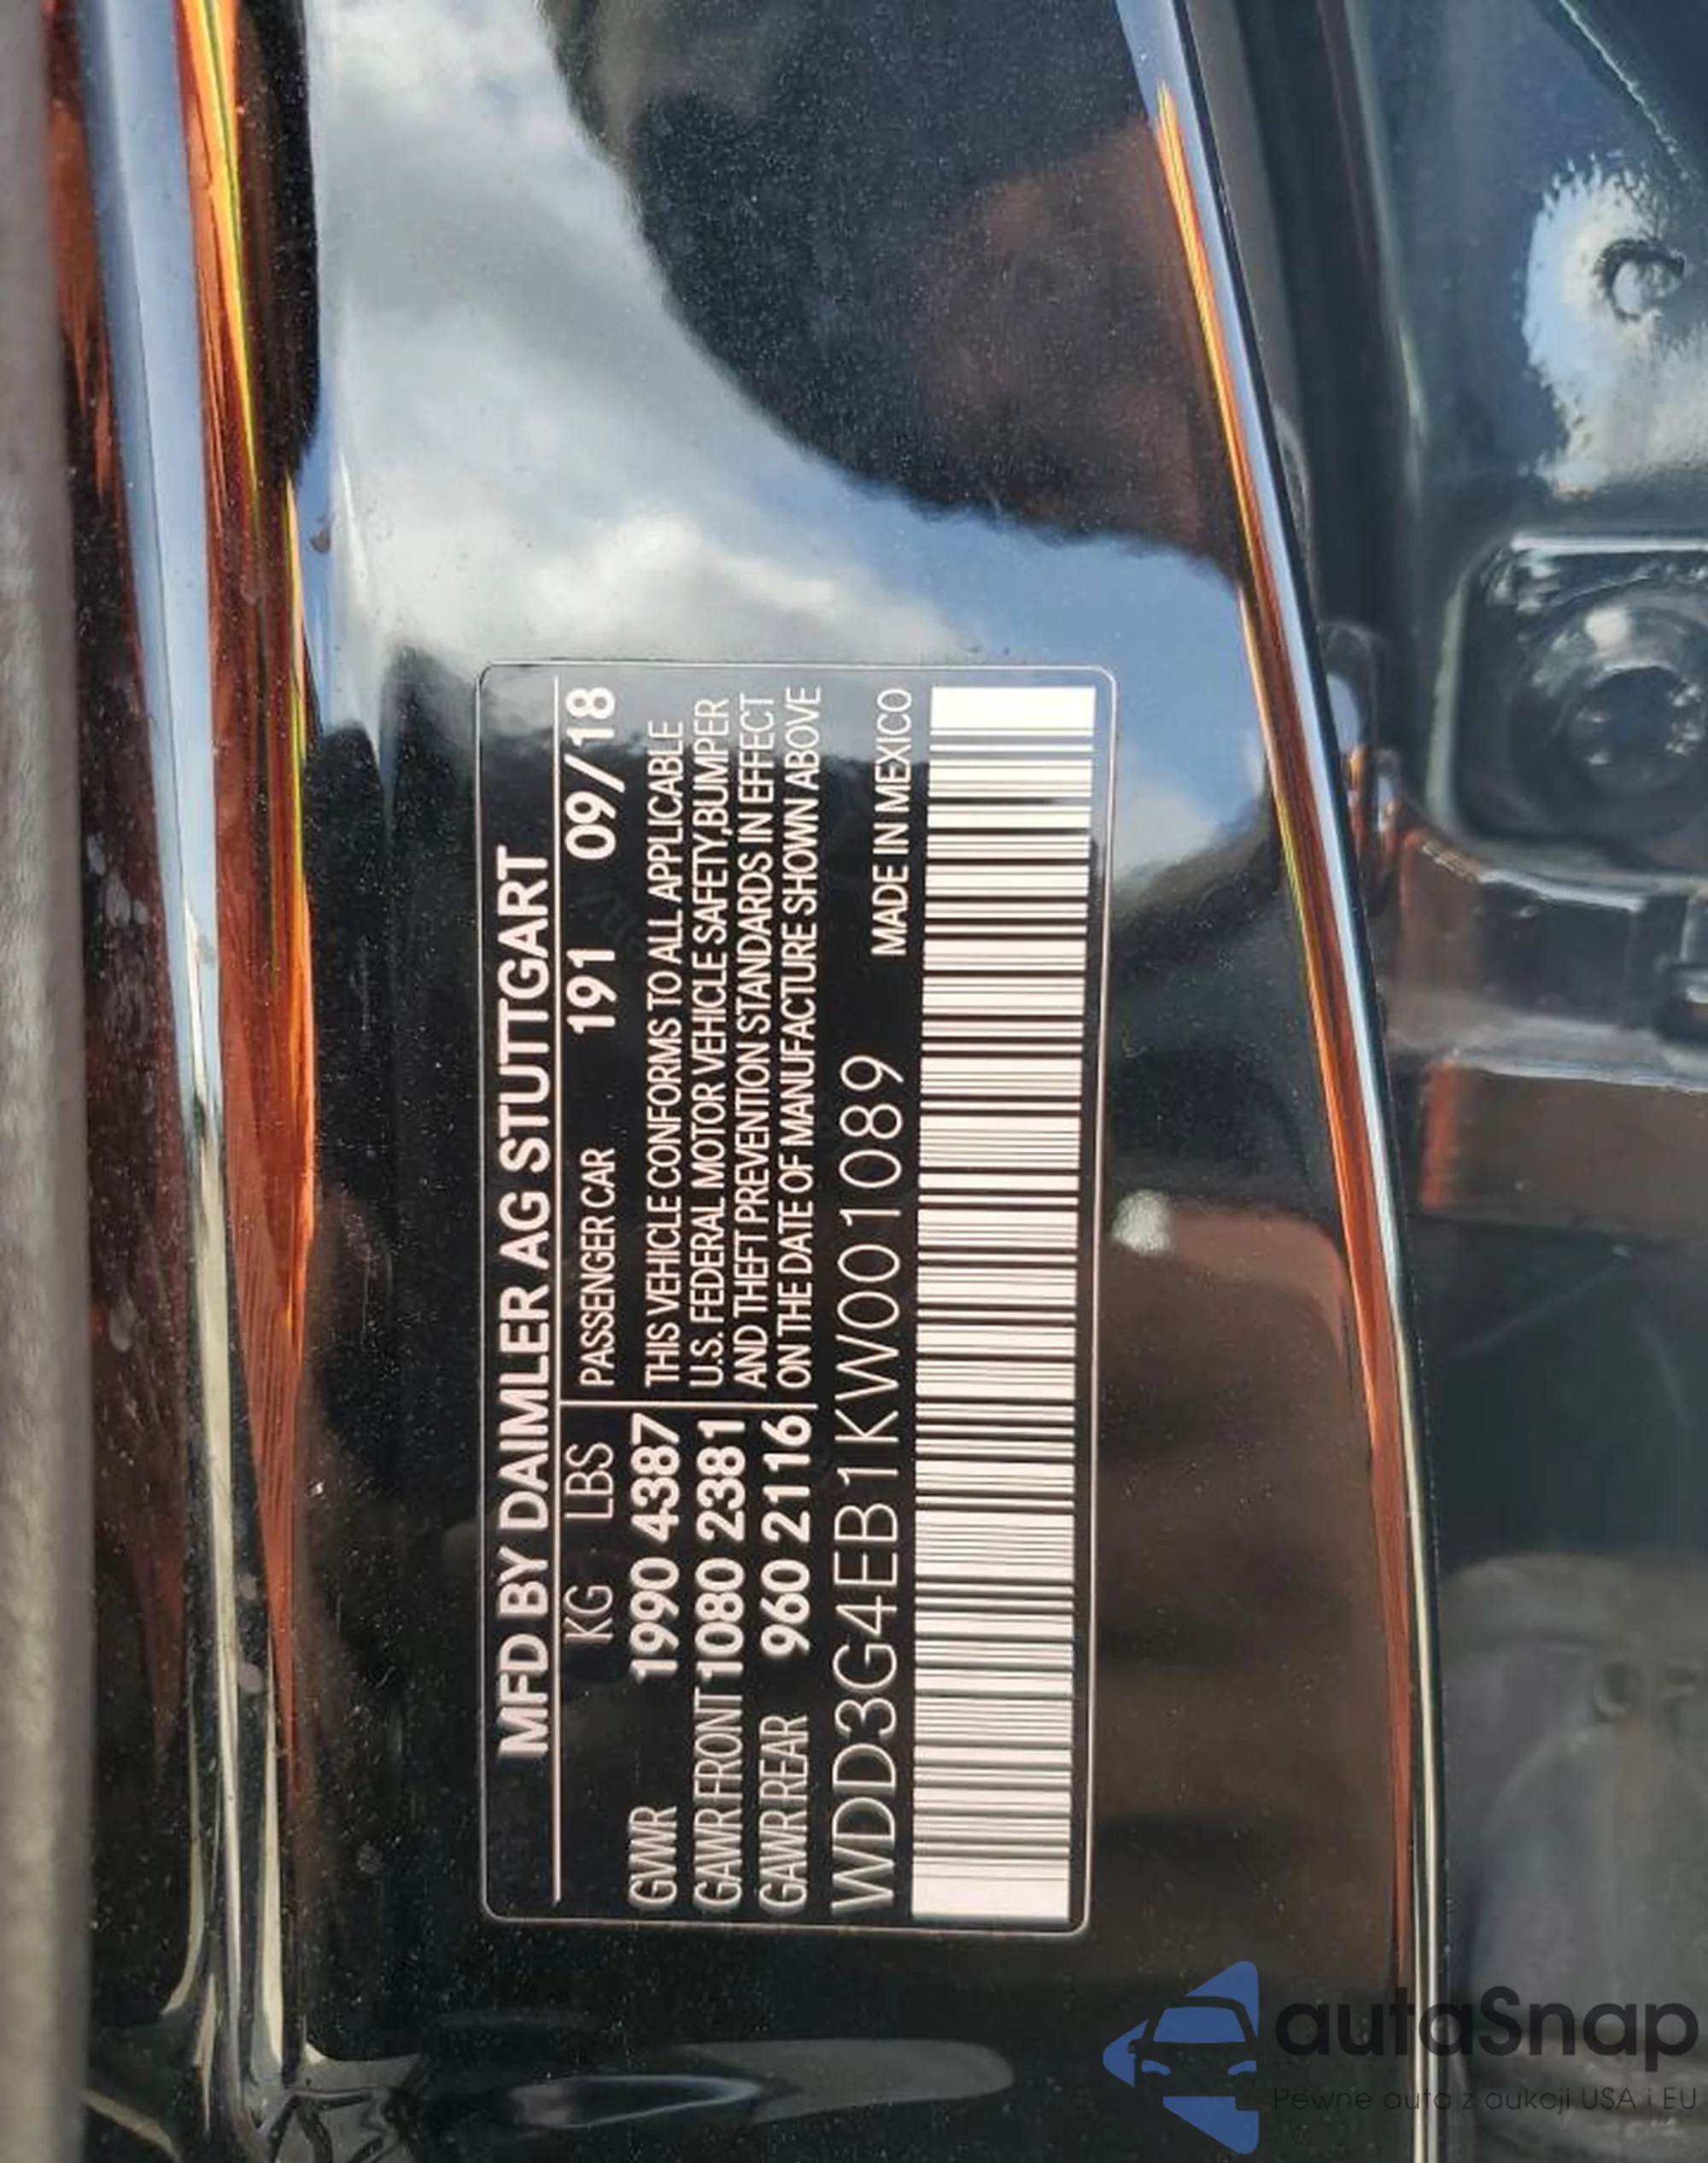 MFD BY DAIMLER AG STUTTGART
KG LBS PASSENGER CAR 191 09/18
GVWR 1990 4387 THIS VEHICLE CONFORMS TO ALL APPLICABLE
U.S. FEDERAL MOTOR VEHICLE SAFETY,BUMPER
GAWR FRONT 1080 2381 AND THEFT PREVENTION STANDARDS IN EFFECT
GAWR REAR 960 2116 ON THE DATE OF MANUFACTURE SHOWN ABOVE
WDD3G4EB1KW001089 MADE IN MEXICO
autaSnap
Pewne auta z aukcji USA i EU